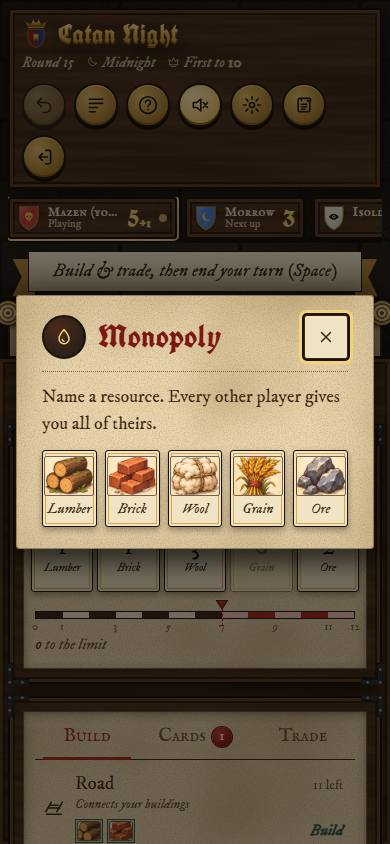 Catan Night
Round 15 Midnight First to 10
Mazen (yo... Playing 5+1
Morrow Next up 3
Isold
Build & trade, then end your turn (Space)
Monopoly
Name a resource. Every other player gives
you all of theirs.
Lumber Brick Wool Grain Ore
Lumber Brick Wool Grain Ore
0 1 3 5 7 9 11 12
0 to the limit
Build Cards 1 Trade
Road 11 left
Connects your buildings
Build